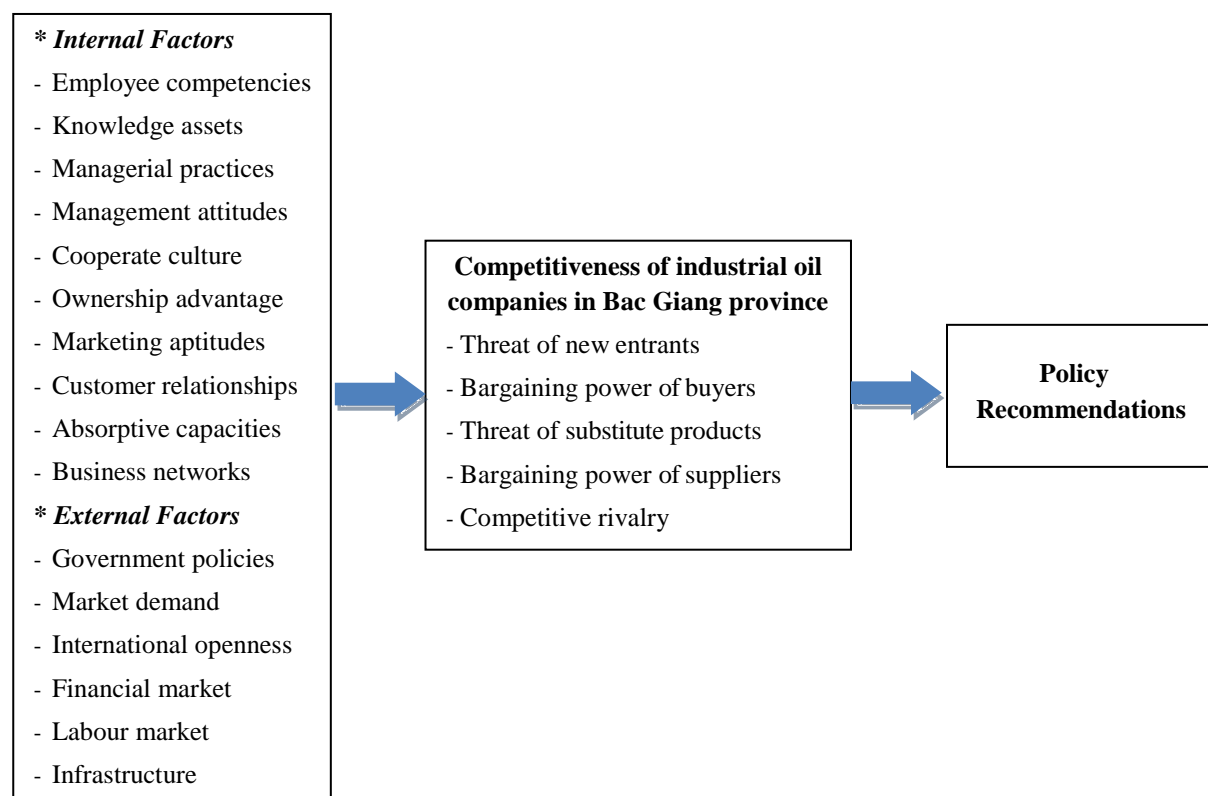 * Internal Factors
- Employee competencies
- Knowledge assets
- Managerial practices
- Management attitudes
- Cooperate culture
- Ownership advantage
- Marketing aptitudes
- Customer relationships
- Absorptive capacities
- Business networks
* External Factors
- Government policies
- Market demand
- International openness
- Financial market
- Labour market
- Infrastructure
Competitiveness of industrial oil
companies in Bac Giang province
- Threat of new entrants
- Bargaining power of buyers
- Threat of substitute products
- Bargaining power of suppliers
- Competitive rivalry
Policy
Recommendations